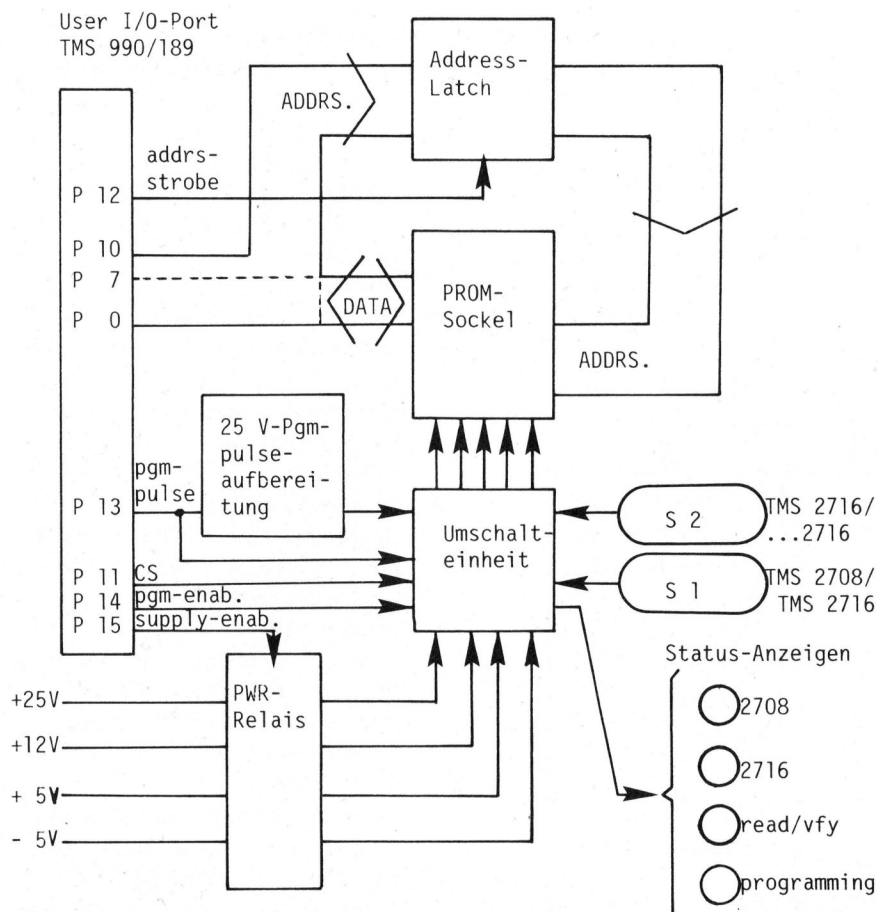 User I/O-Port
TMS 990/189
Address-
Latch
ADDRS.
addrs-
strobe
P 12
P 10
P 7
P 0
DATA
PROM-
Sockel
ADDRS.
25 V-Pgm-
pulse-
aufberei-
tung
pgm-
pulse
P 13
Umschalt-
einheit
S 2
TMS 2716/
...2716
S 1
TMS 2708/
TMS 2716
P 11
CS
P 14
pgm-enab.
P 15
supply-enab.
PWR-
Relais
+25V
+12V
+ 5V
- 5V
Status-Anzeigen
2708
2716
read/vfy
programming